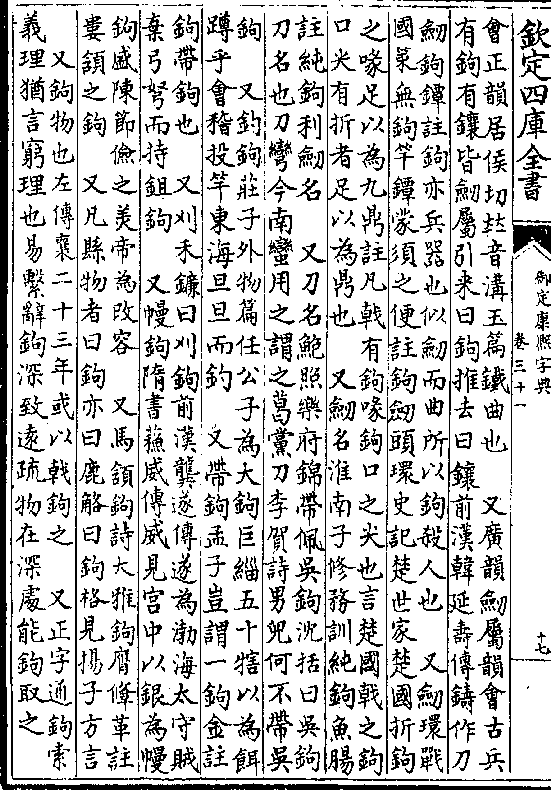 欽定四庫全書
御定康熙字典
卷三十一
十七
會正韻居侯切𠀤音溝玉篇鐵曲也　又廣韻劒屬韻會古兵
有鉤有鑲皆劒屬引来曰鉤推去曰鑲前漢韓延壽傳鑄作刀
劒鉤鐔註鉤亦兵器也似劒而曲所以鉤殺人也　又劒環戰
國策無鉤竿鐔蒙須之便註鉤劒頭環史記楚世家楚國折鉤
之喙足以為九鼎註凡戟有鉤喙鉤口之尖也言楚國戟之鉤
口尖有折者足以為鼎也　又劒名淮南子修務訓純鉤魚腸
註純鉤利劒名　又刀名鮑照樂府錦帶佩吳鉤沈括曰吳鉤
刀名也刀彎今南蠻用之謂之葛黨刀李賀詩男兒何不帶吳
鉤　又釣鉤莊子外物篇任公子為大鉤巨緇五十犗以為餌
蹲乎會稽投竿東海旦旦而釣　又帶鉤孟子豈謂一鉤金註
鉤帶鉤也　又刈禾鐮曰刈鉤前漢龔遂傳遂為渤海太守賊
棄弓弩而持鉏鉤　又幔鉤隋書蘇威傳威見宫中以銀為幔
鉤盛陳節儉之美帝為改容　又馬頷鉤詩大雅鉤膺鞗革註
婁頷之鉤　又凡縣物者曰鉤亦曰鹿觡曰鉤格見揚子方言
又鉤物也左傳襄二十三年或以戟鉤之　又正字通鉤索
義理猶言窮理也易繫辭鉤深致遠疏物在深處能鉤取之